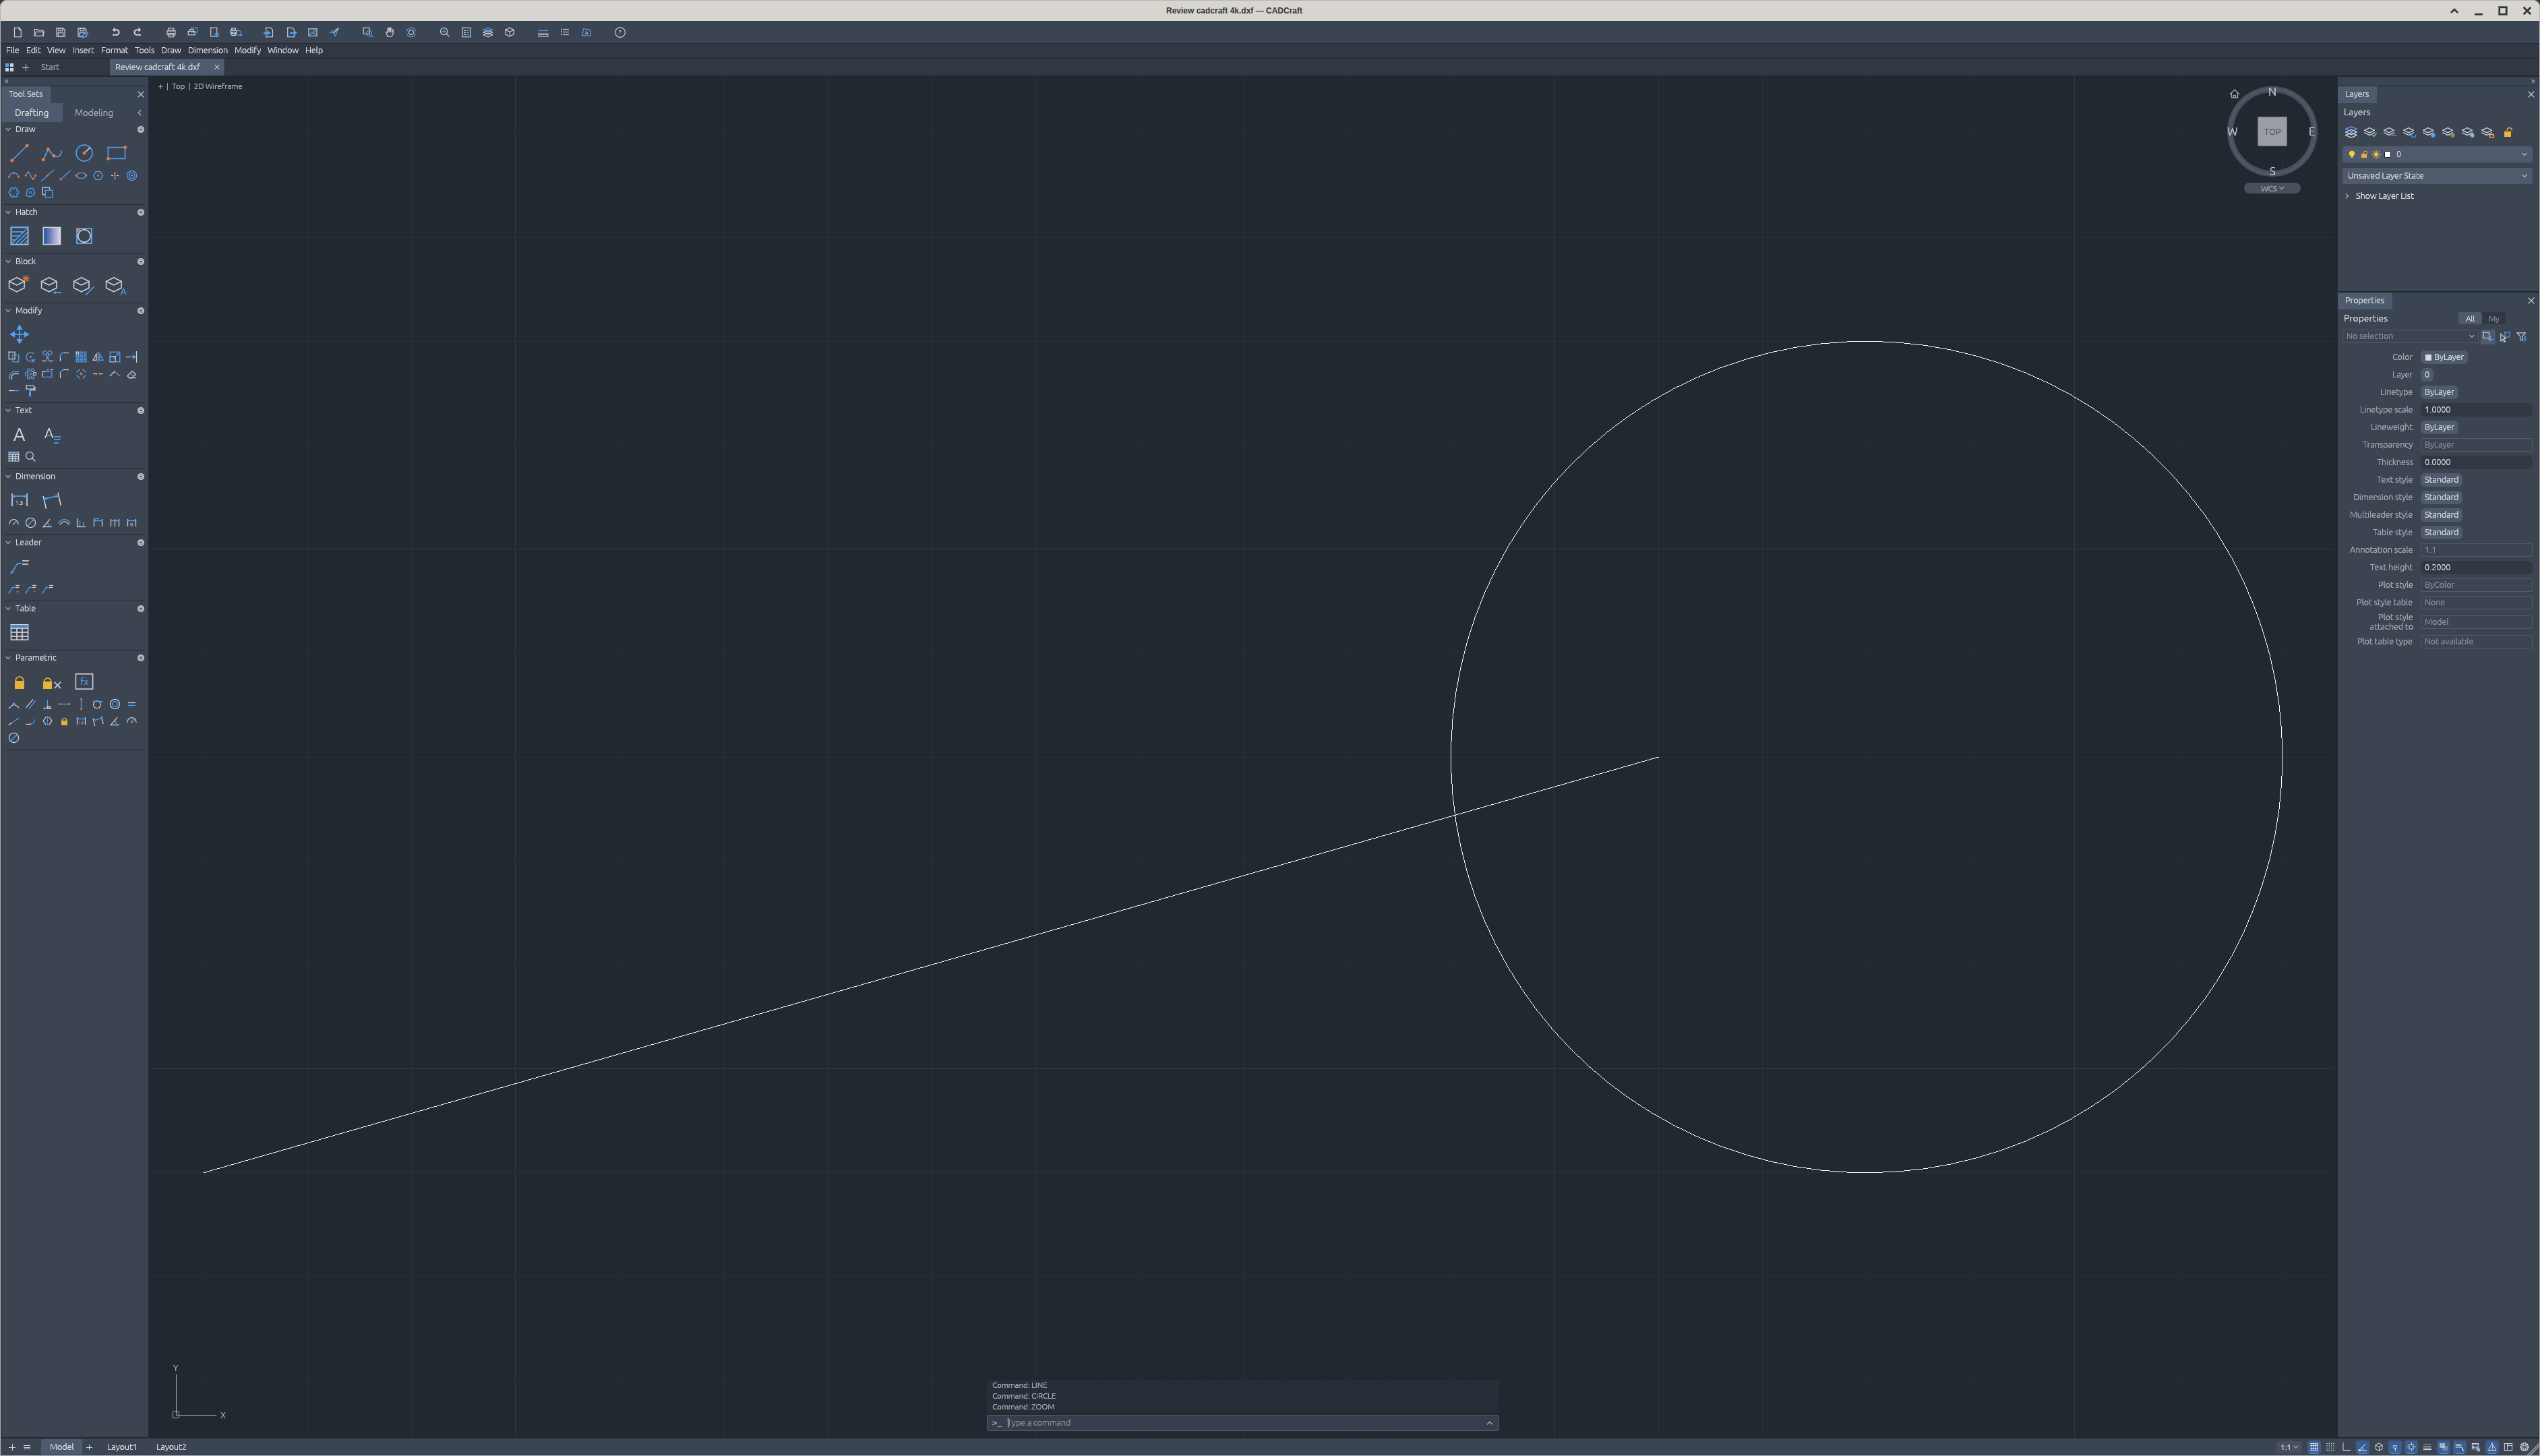 Review cadcraft 4k.dxf — CADCraft
File Edit View Insert Format Tools Draw Dimension Modify Window Help
Start
Review cadcraft 4k.dxf
Tool Sets
Drafting Modeling
Draw
Hatch
Block
Modify
Text
A A
Dimension
Leader
Table
Parametric
fx
+ | Top | 2D Wireframe
N
W TOP E
S
WCS
Y
X
Command: LINE
Command: CIRCLE
Command: ZOOM
>_ Type a command
Layers
Layers
0
Unsaved Layer State
Show Layer List
Properties
Properties All My
No selection
Color ByLayer
Layer 0
Linetype ByLayer
Linetype scale 1.0000
Lineweight ByLayer
Transparency ByLayer
Thickness 0.0000
Text style Standard
Dimension style Standard
Multileader style Standard
Table style Standard
Annotation scale 1:1
Text height 0.2000
Plot style ByColor
Plot style table None
Plot style
attached to Model
Plot table type Not available
Model + Layout1 Layout2
1:1